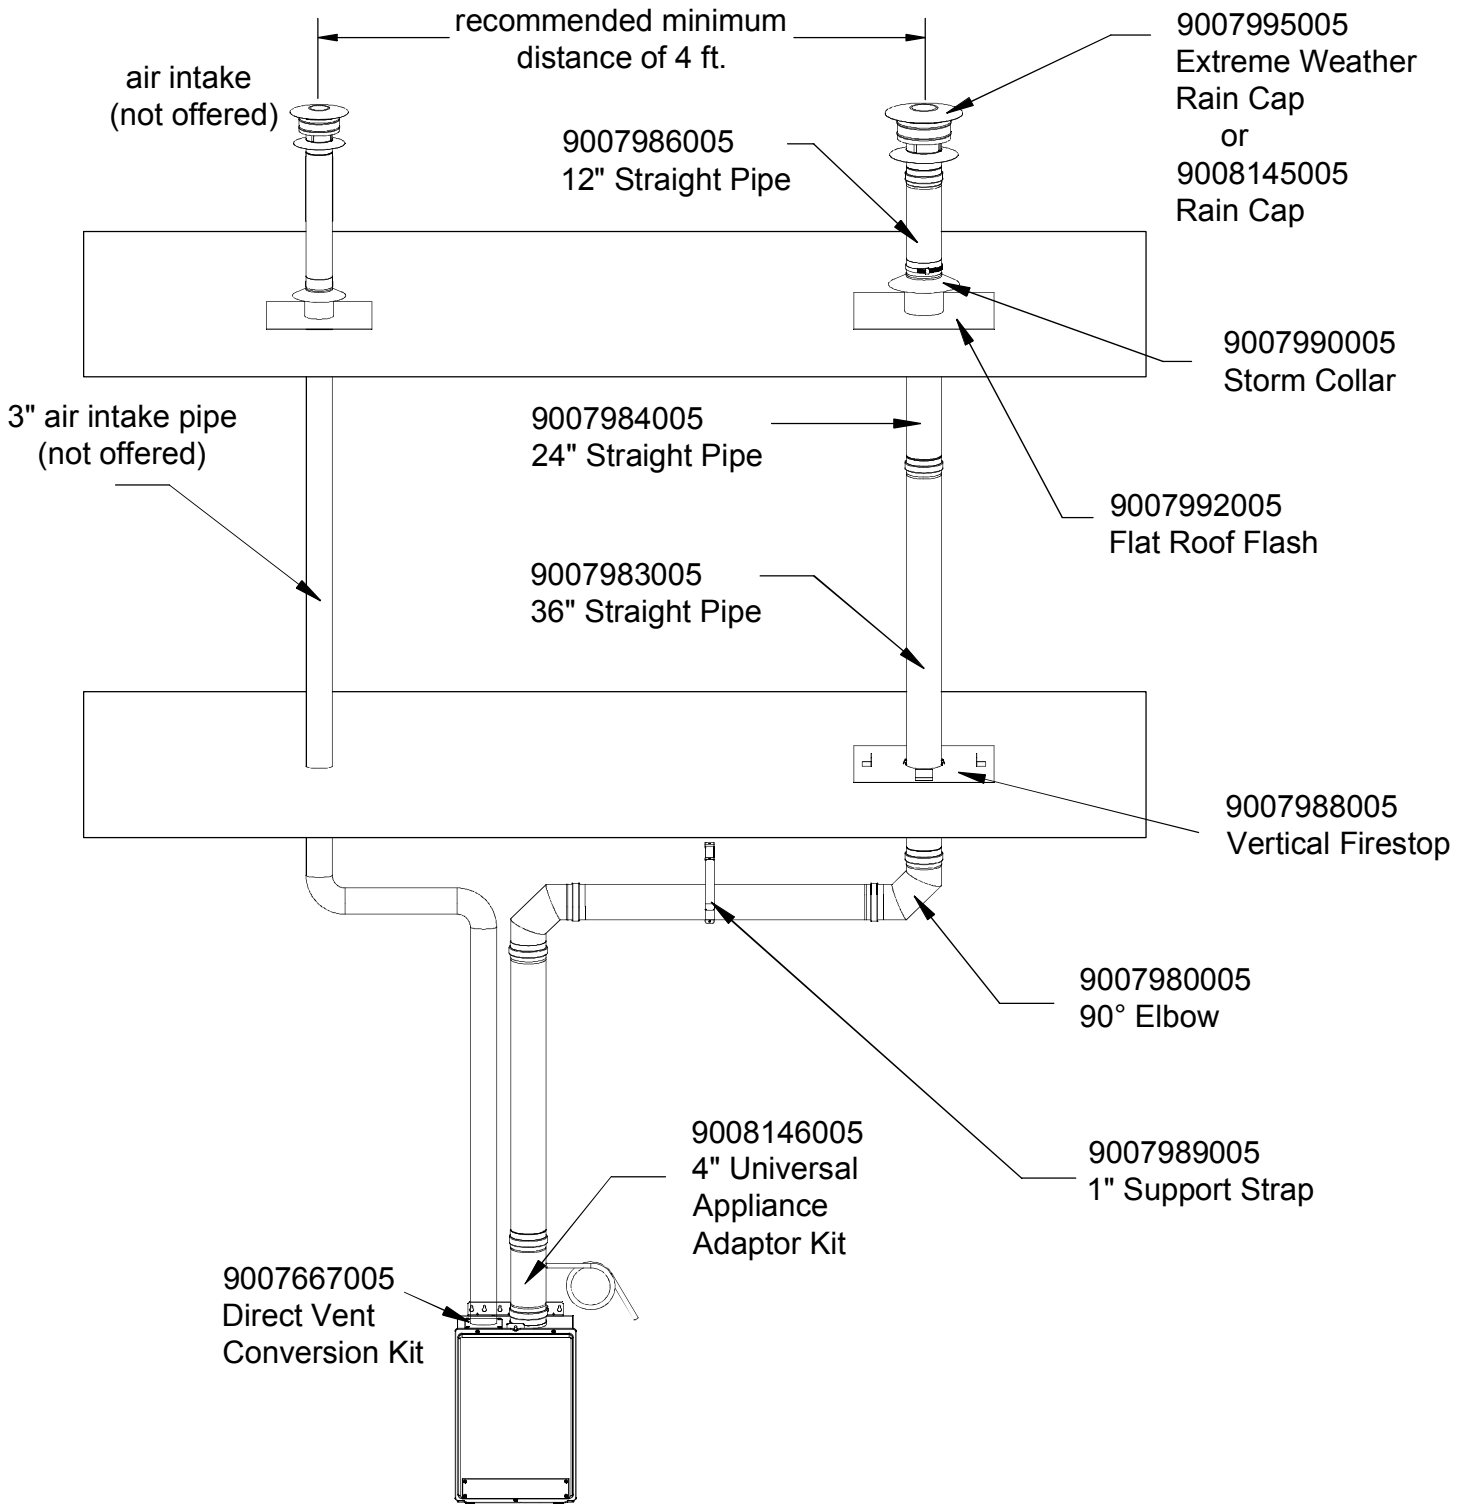 recommended minimum
distance of 4 ft.
9007995005
Extreme Weather
Rain Cap
or
9008145005
Rain Cap
air intake
(not offered)
9007986005
12" Straight Pipe
9007990005
Storm Collar
3" air intake pipe
(not offered)
9007984005
24" Straight Pipe
9007992005
Flat Roof Flash
9007983005
36" Straight Pipe
9007988005
Vertical Firestop
9007980005
90° Elbow
9008146005
4" Universal
Appliance
Adaptor Kit
9007989005
1" Support Strap
9007667005
Direct Vent
Conversion Kit